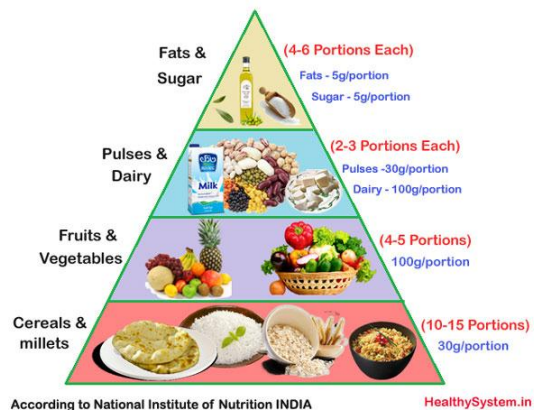 Fats &
Sugar
(4-6 Portions Each)
Fats - 5g/portion
Sugar - 5g/portion
Pulses &
Dairy
Milk
(2-3 Portions Each)
Pulses -30g/portion
Dairy - 100g/portion
Fruits &
Vegetables
(4-5 Portions)
100g/portion
Cereals &
millets
(10-15 Portions)
30g/portion
According to National Institute of Nutrition INDIA
HealthySystem.in